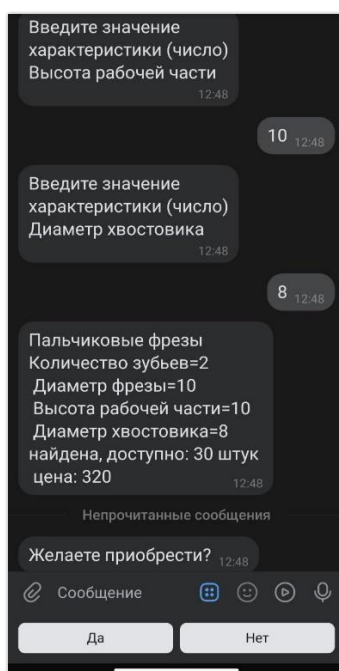 Введите значение
характеристики (число)
Высота рабочей части
12:48
10 12:48
Введите значение
характеристики (число)
Диаметр хвостовика
12:48
8 12:48
Пальчиковые фрезы
Количество зубьев=2
Диаметр фрезы=10
Высота рабочей части=10
Диаметр хвостовика=8
найдена, доступно: 30 штук
цена: 320
12:48
Непрочитанные сообщения
Желаете приобрести? 12:48
Сообщение
Да Нет